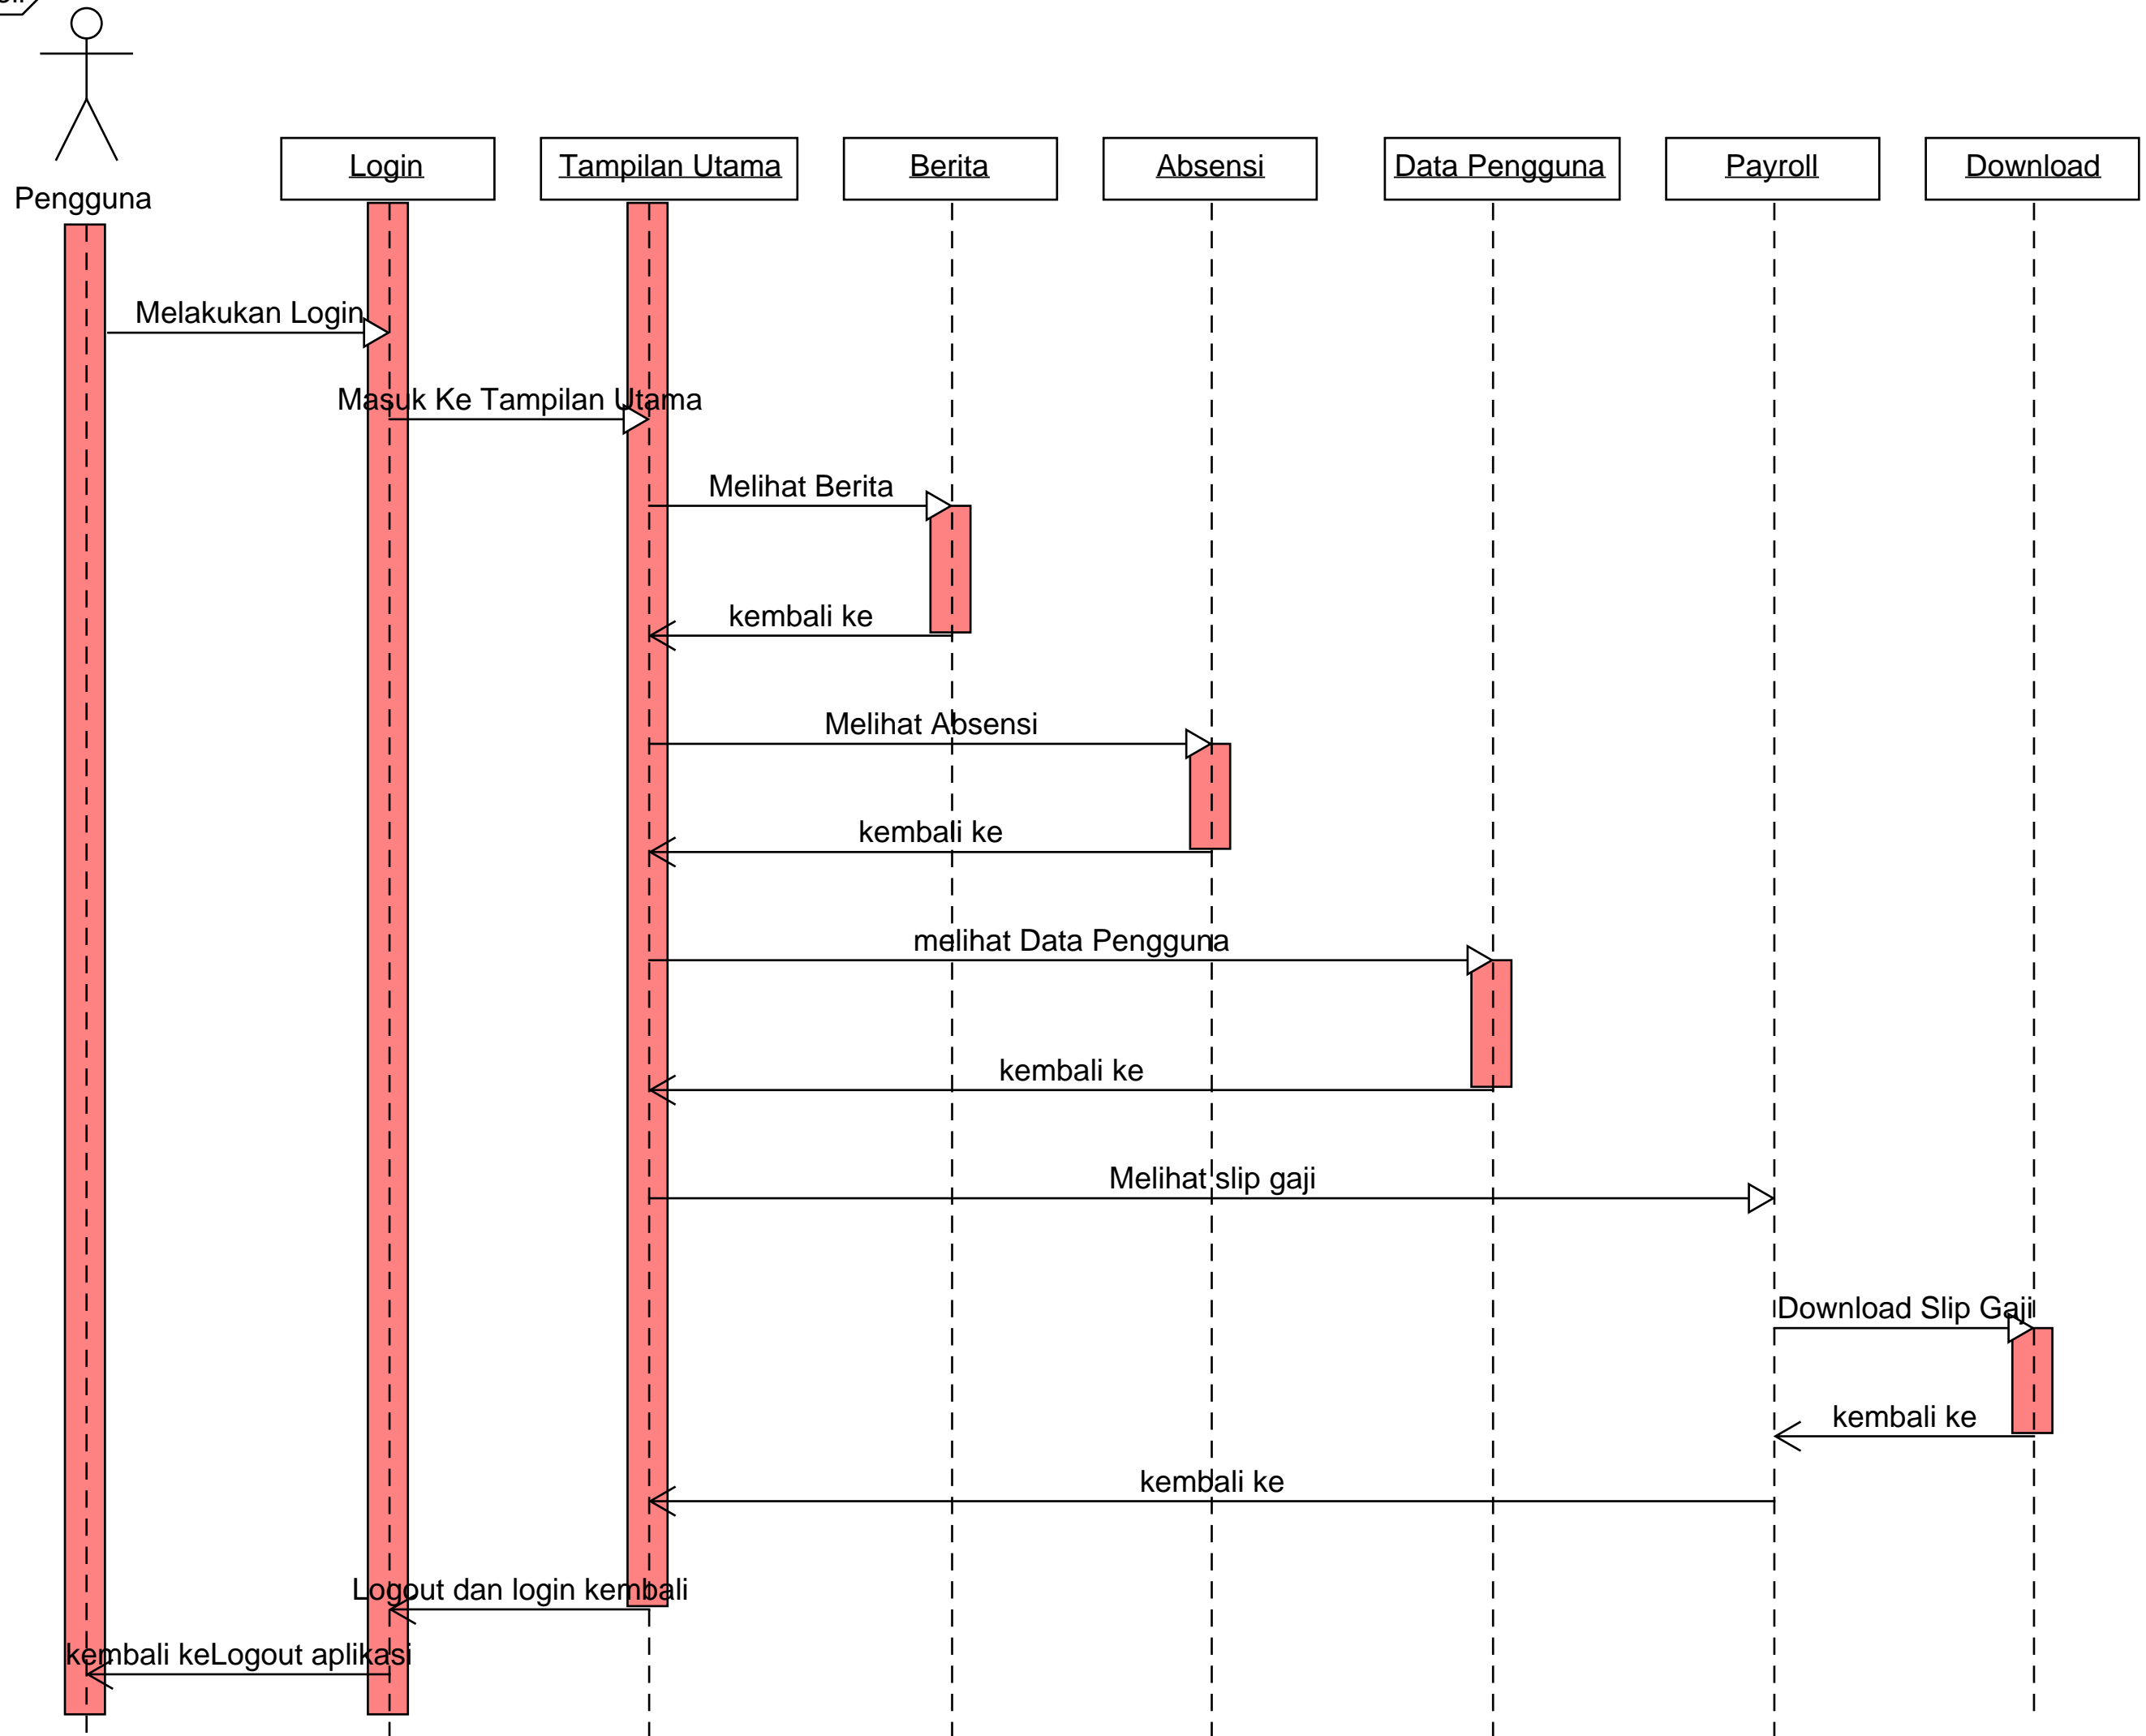 Pengguna
Login
Tampilan Utama
Berita
Absensi
Data Pengguna
Payroll
Download
Melakukan Login
Masuk Ke Tampilan Utama
Melihat Berita
kembali ke
Melihat Absensi
kembali ke
melihat Data Pengguna
kembali ke
Melihat slip gaji
Download Slip Gaji
kembali ke
kembali ke
Logout dan login kembali
kembali keLogout aplikasi